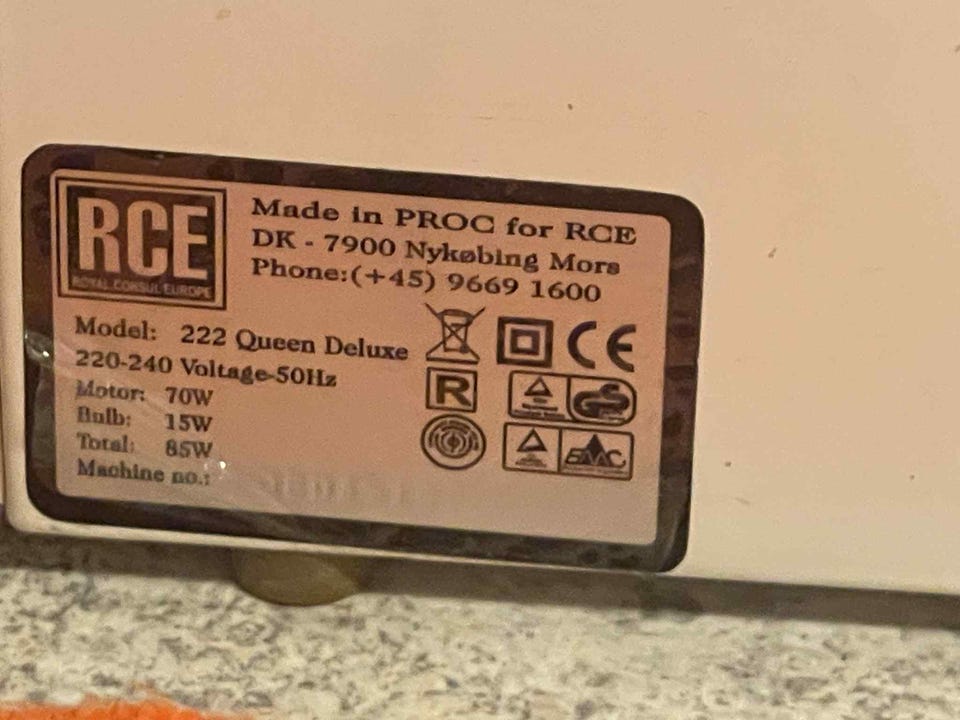 RCE
ROYAL CONSUL EUROPE
Made in PROC for RCE
DK - 7900 Nykøbing Mors
Phone:(+45) 9669 1600
Model: 222 Queen Deluxe
220-240 Voltage-50Hz
Motor: 70W
Bulb: 15W
Total: 85W
Machine no.:
CE
R
GS
EMC